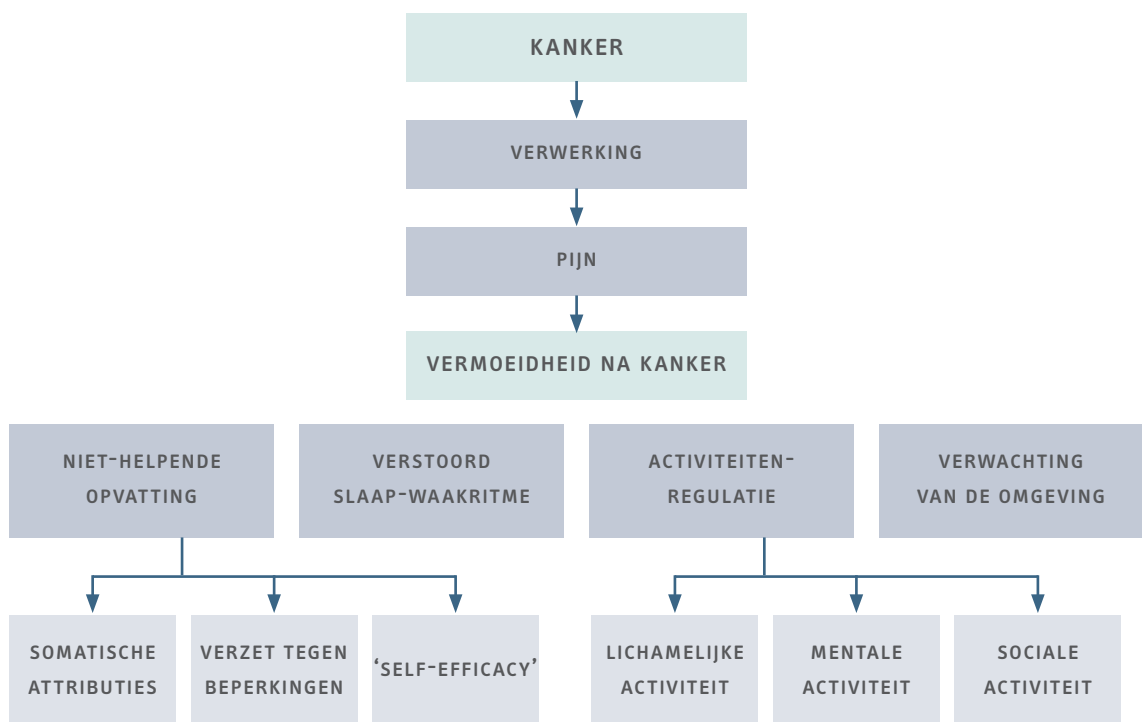 KANKER
VERWERKING
PIJN
VERMOEIDHEID NA KANKER
NIET-HELPENDE
OPVATTING
VERSTOORD
SLAAP-WAAKRITME
ACTIVITEITEN-
REGULATIE
VERWACHTING
VAN DE OMGEVING
SOMATISCHE
ATTRIBUTIES
VERZET TEGEN
BEPERKINGEN
‘SELF-EFFICACY’
LICHAMELIJKE
ACTIVITEIT
MENTALE
ACTIVITEIT
SOCIALE
ACTIVITEIT